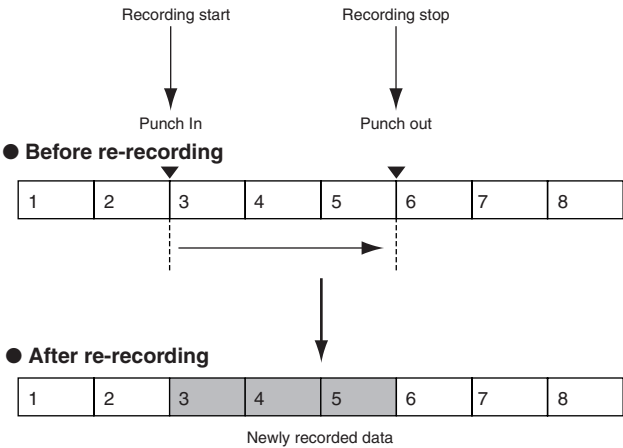 Recording start Recording stop
Punch In Punch out
● Before re-recording
1 2 3 4 5 6 7 8
● After re-recording
1 2 3 4 5 6 7 8
Newly recorded data